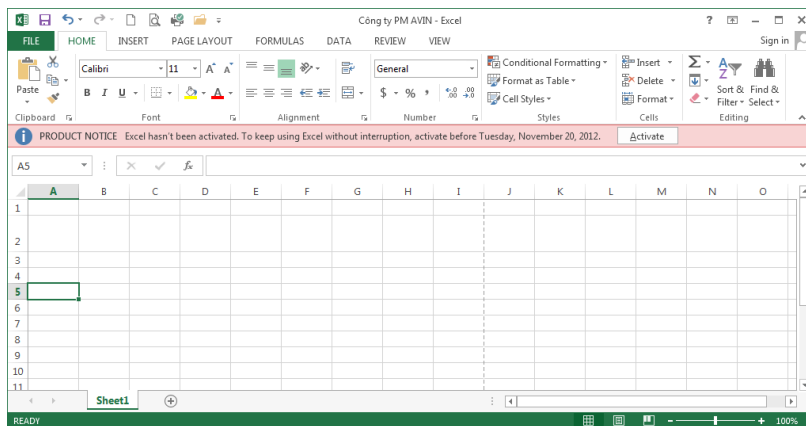 Công ty PM AVIN - Excel
?
FILE HOME INSERT PAGE LAYOUT FORMULAS DATA REVIEW VIEW Sign in
Paste
Calibri 11 A A
General
Conditional Formatting
Insert
B I U A
$ % , .0 .00 .00 .0
Format as Table
Delete
Cell Styles
Format
Sort & Filter
Find & Select
Clipboard Font Alignment Number Styles Cells Editing
PRODUCT NOTICE Excel hasn't been activated. To keep using Excel without interruption, activate before Tuesday, November 20, 2012. Activate
A5 fx
A B C D E F G H I J K L M N O
1
2
3
4
5
6
7
8
9
10
11
Sheet1
READY 100%